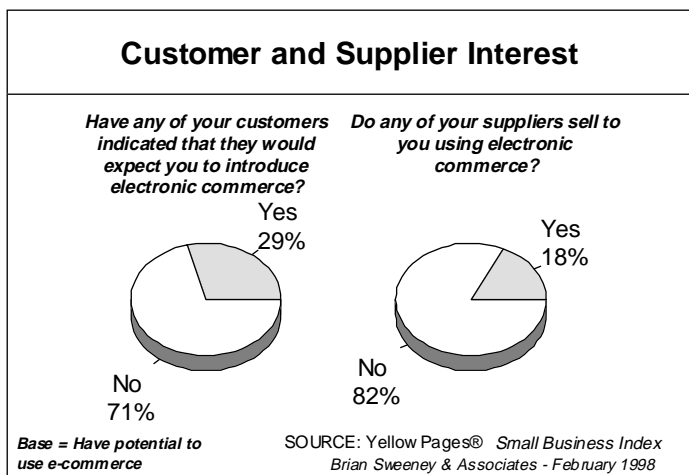 Customer and Supplier Interest
Have any of your customers
indicated that they would
expect you to introduce
electronic commerce?
Yes
29%
No
71%
Do any of your suppliers sell to
you using electronic
commerce?
Yes
18%
No
82%
Base = Have potential to
use e-commerce
SOURCE: Yellow Pages® Small Business Index
Brian Sweeney & Associates - February 1998